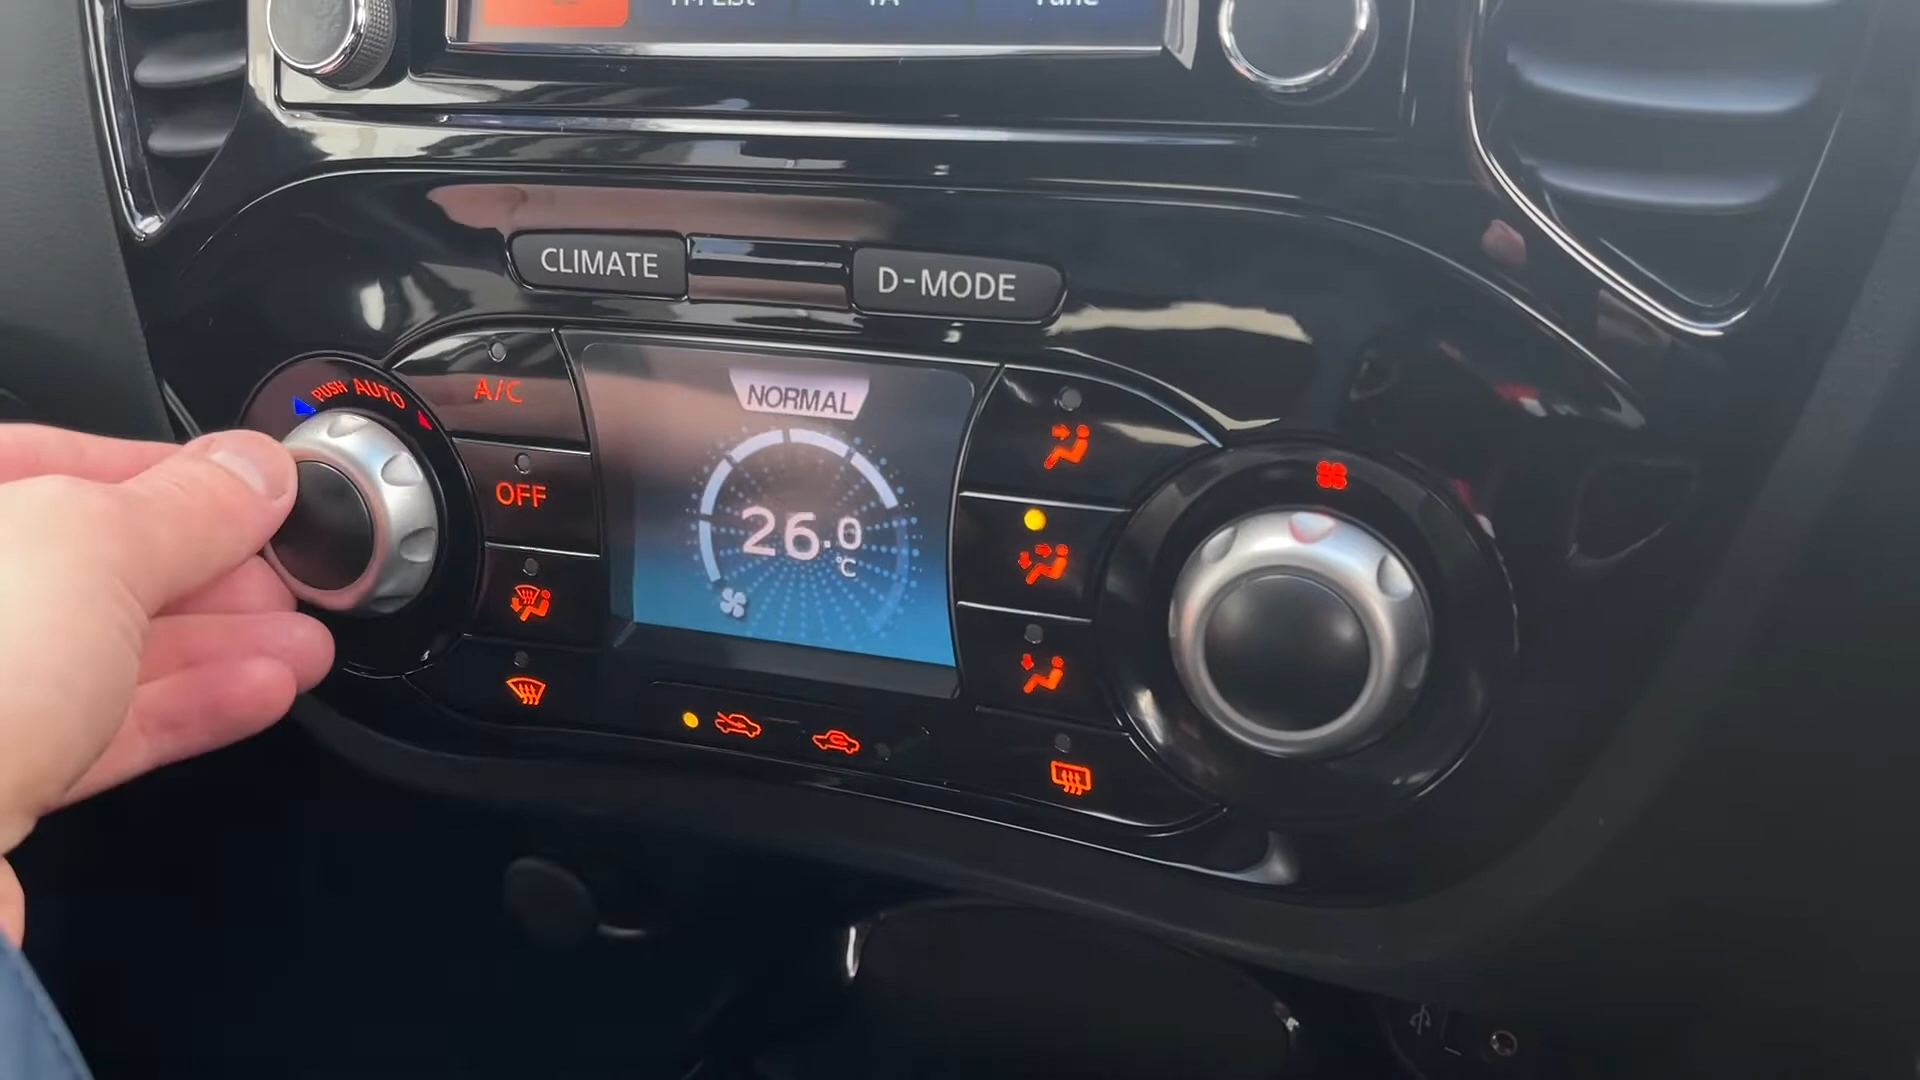 CLIMATE
D-MODE
PUSH AUTO
A/C
NORMAL
OFF
26.0
°C